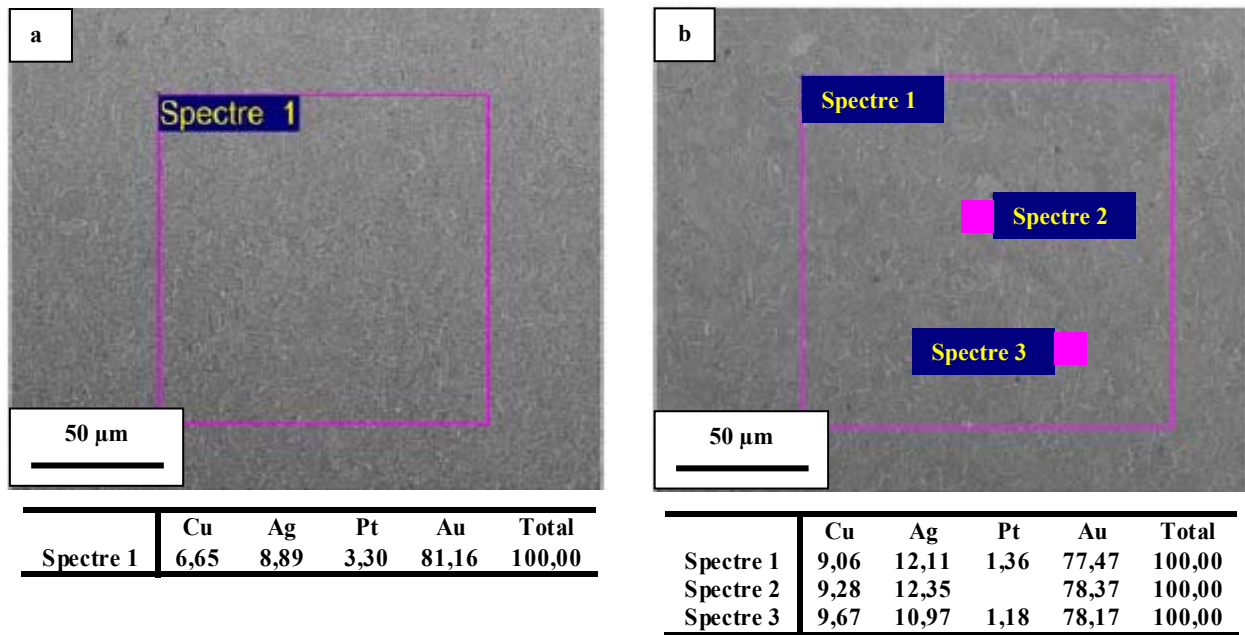 a
Spectre 1
50 µm
Cu Ag Pt Au Total
Spectre 1 6,65 8,89 3,30 81,16 100,00
b
Spectre 1
Spectre 2
Spectre 3
50 µm
Cu Ag Pt Au Total
Spectre 1 9,06 12,11 1,36 77,47 100,00
Spectre 2 9,28 12,35 78,37 100,00
Spectre 3 9,67 10,97 1,18 78,17 100,00